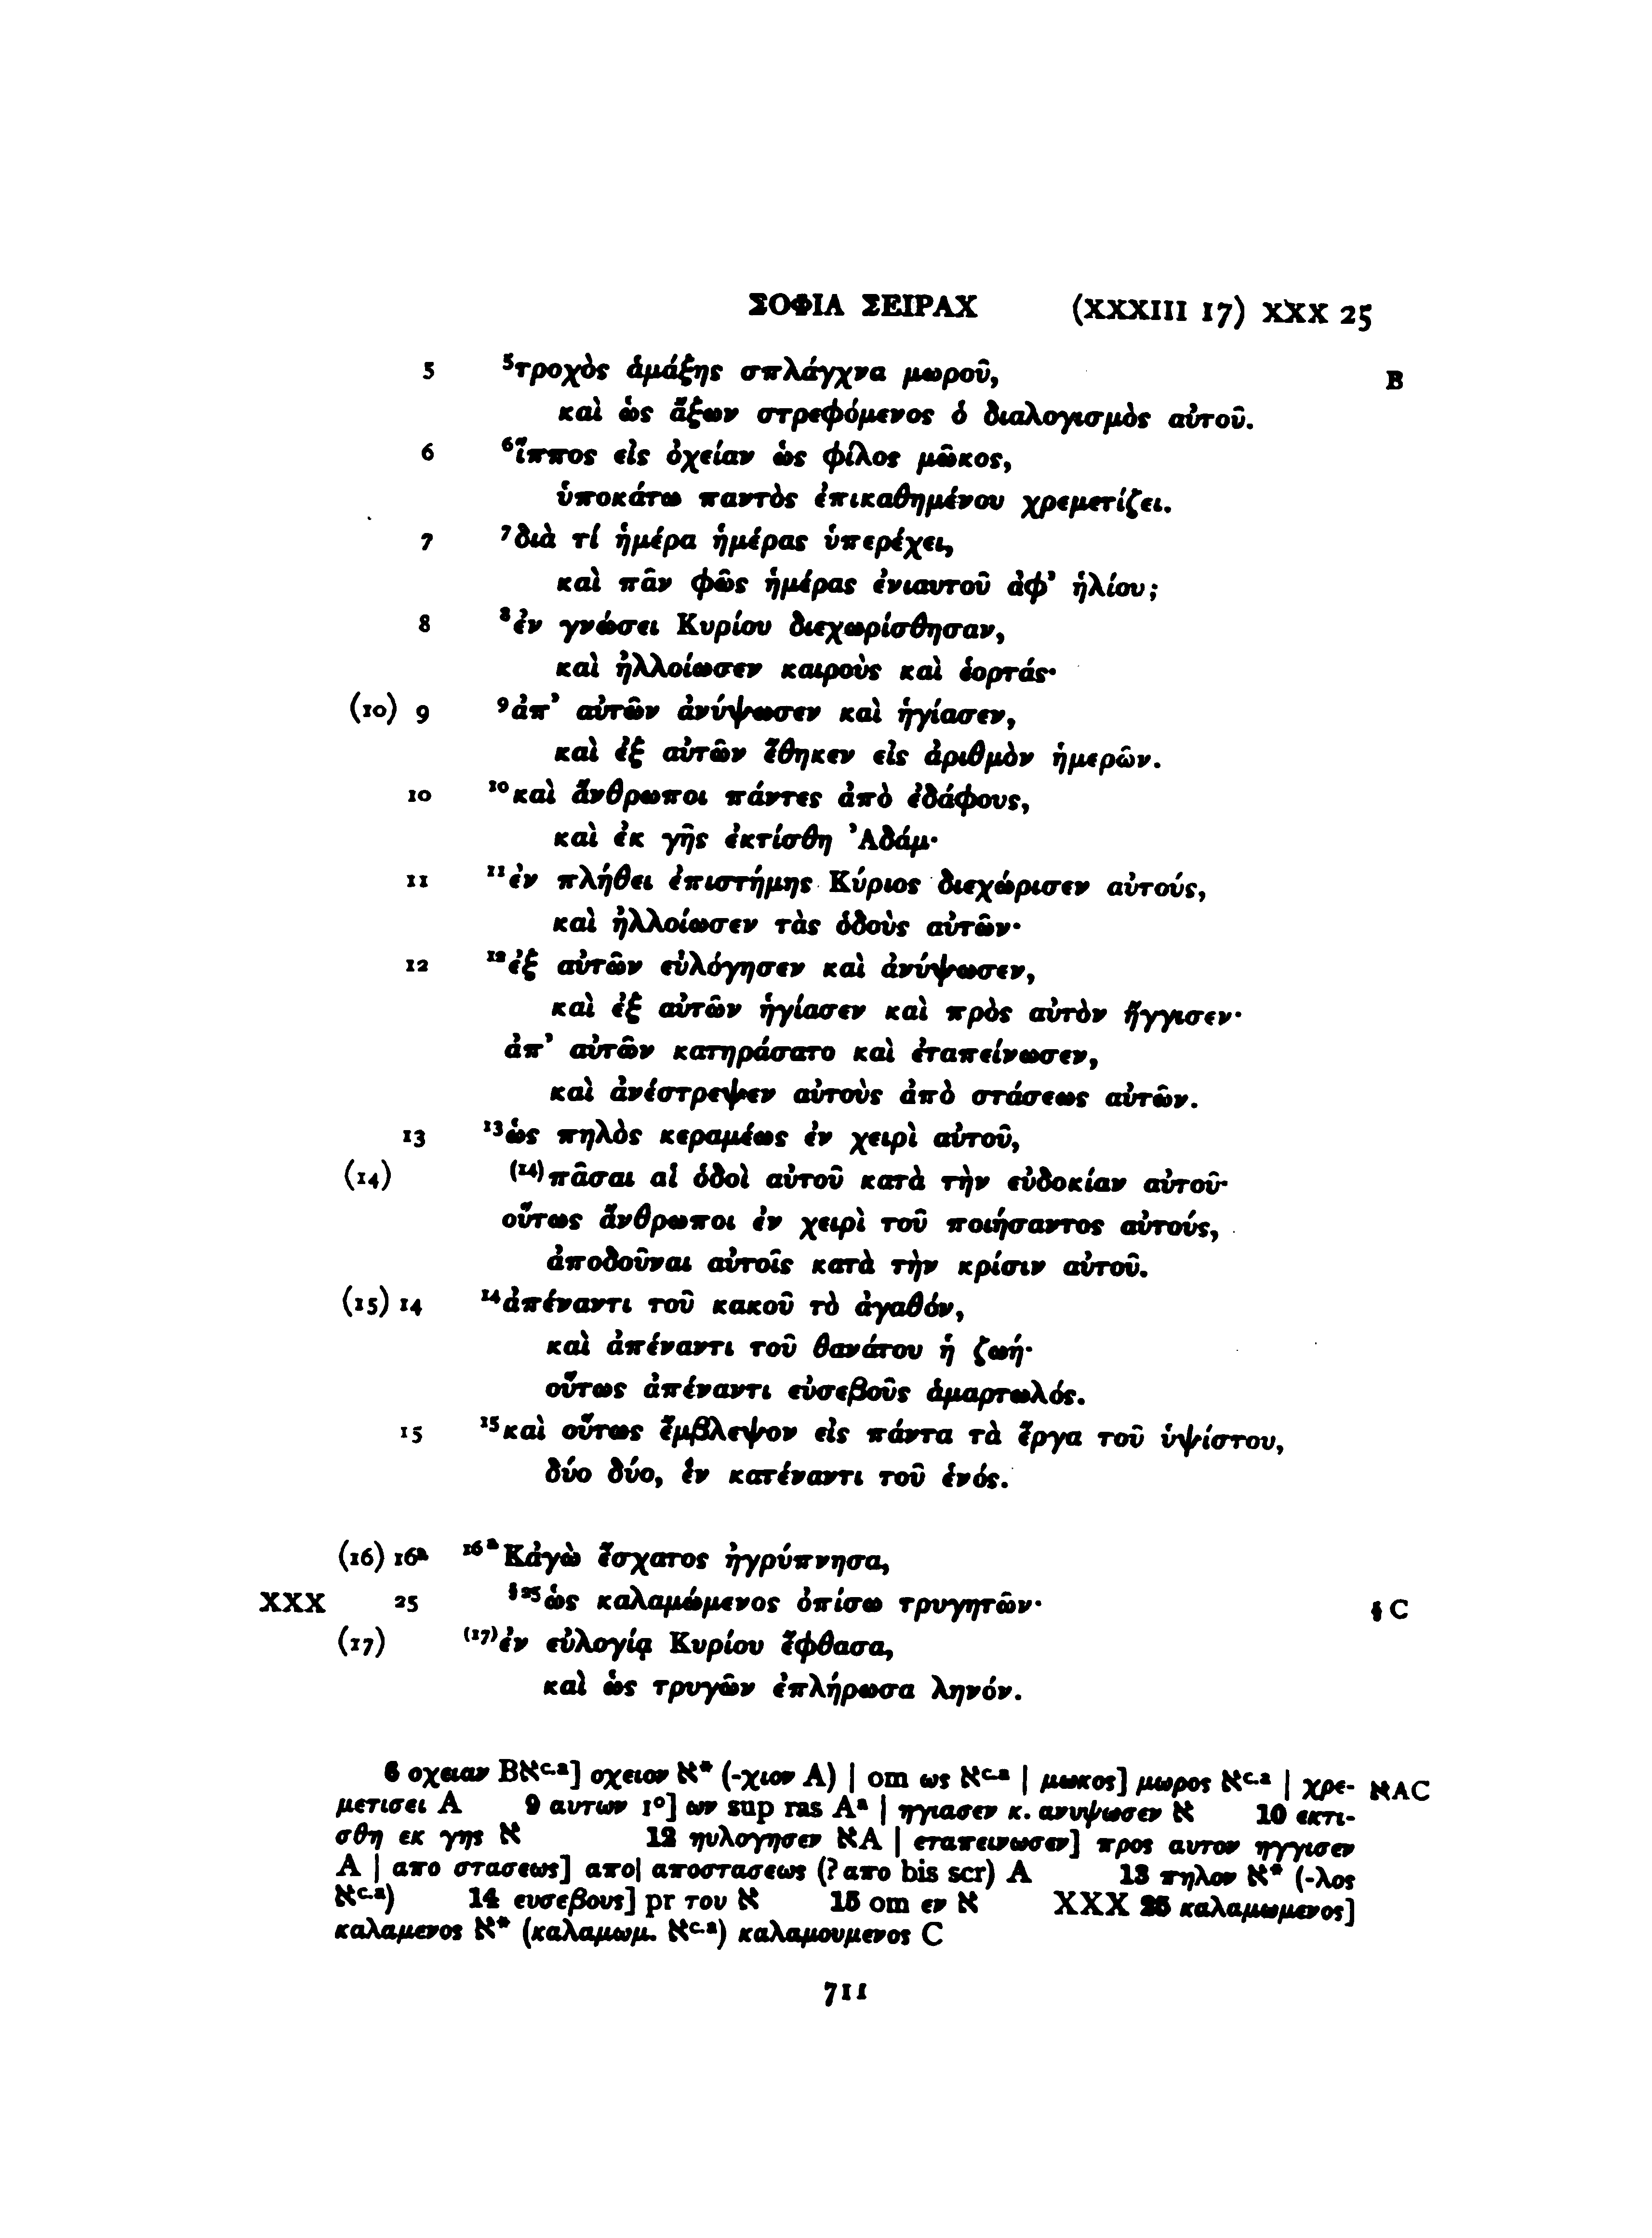 ΣΟΦΙΑ ΣΕΙΡΑΧ (XXXIII 17) XXX 25
5 ⁵τροχὸς ἁμάξης σπλάγχνα μωροῦ, B
καὶ ὡς ἄξων στρεφόμενος ὁ διαλογισμὸς αὐτοῦ.
6 ⁶ἵππος εἰς ὀχείαν ὡς φίλος μῶκος,
ὑποκάτω παντὸς ἐπικαθημένου χρεμετίζει.
7 ⁷διὰ τί ἡμέρα ἡμέρας ὑπερέχει,
καὶ πᾶν φῶς ἡμέρας ἐνιαυτοῦ ἀφ’ ἡλίου;
8 ⁸ἐν γνώσει Κυρίου διεχωρίσθησαν,
καὶ ἠλλοίωσεν καιροὺς καὶ ἑορτάς·
(10) 9 ⁹ἀπ’ αὐτῶν ἀνύψωσεν καὶ ἡγίασεν,
καὶ ἐξ αὐτῶν ἔθηκεν εἰς ἀριθμὸν ἡμερῶν.
10 ¹⁰καὶ ἄνθρωποι πάντες ἀπὸ ἐδάφους,
καὶ ἐκ γῆς ἐκτίσθη Ἀδάμ·
11 ¹¹ἐν πλήθει ἐπιστήμης Κύριος διεχώρισεν αὐτούς,
καὶ ἠλλοίωσεν τὰς ὁδοὺς αὐτῶν·
12 ¹²ἐξ αὐτῶν εὐλόγησεν καὶ ἀνύψωσεν,
καὶ ἐξ αὐτῶν ἡγίασεν καὶ πρὸς αὐτὸν ἤγγισεν·
ἀπ’ αὐτῶν κατηράσατο καὶ ἐταπείνωσεν,
καὶ ἀνέστρεψεν αὐτοὺς ἀπὸ στάσεως αὐτῶν.
13 ¹³ὡς πηλὸς κεραμέως ἐν χειρὶ αὐτοῦ,
(14) ⁽¹⁴⁾πᾶσαι αἱ ὁδοὶ αὐτοῦ κατὰ τὴν εὐδοκίαν αὐτοῦ·
οὕτως ἄνθρωποι ἐν χειρὶ τοῦ ποιήσαντος αὐτούς,
ἀποδοῦναι αὐτοῖς κατὰ τὴν κρίσιν αὐτοῦ.
(15) 14 ¹⁴ἀπέναντι τοῦ κακοῦ τὸ ἀγαθόν,
καὶ ἀπέναντι τοῦ θανάτου ἡ ζωή·
οὕτως ἀπέναντι εὐσεβοῦς ἁμαρτωλός.
15 ¹⁵καὶ οὕτως ἔμβλεψον εἰς πάντα τὰ ἔργα τοῦ ὑψίστου,
δύο δύο, ἓν κατέναντι τοῦ ἑνός.
(16) 16ᵃ ¹⁶ᵃΚἀγὼ ἔσχατος ἠγρύπνησα,
XXX 25 §²⁵ὡς καλαμώμενος ὀπίσω τρυγητῶν· § C
(17) ⁽¹⁷⁾ἐν εὐλογίᾳ Κυρίου ἔφθασα,
καὶ ὡς τρυγῶν ἐπλήρωσα ληνόν.
6 οχειαν Bאᶜ·ᵃ] οχειον א* (-χιον A) | om ως אᶜ·ᵃ | μωκος] μωρος אᶜ·ᵃ | χρε- אAC
μετισει A 9 αυτων 1°] ων sup ras Aᵃ | ηγιασεν κ. ανυψωσεν א 10 εκτι-
σθη εκ γης א 12 ηυλογησεν אA | εταπεινωσεν] προς αυτον ηγγισεν
A | απο στασεως] απο| αποστασεως (? απο bis scr) A 13 πηλον א* (-λος
אᶜ·ᵃ) 14 ευσεβους] pr του א 15 om εν א XXX 25 καλαμωμενος]
καλαμενος א* (καλαμωμ. אᶜ·ᵃ) καλαμουμενος C
711